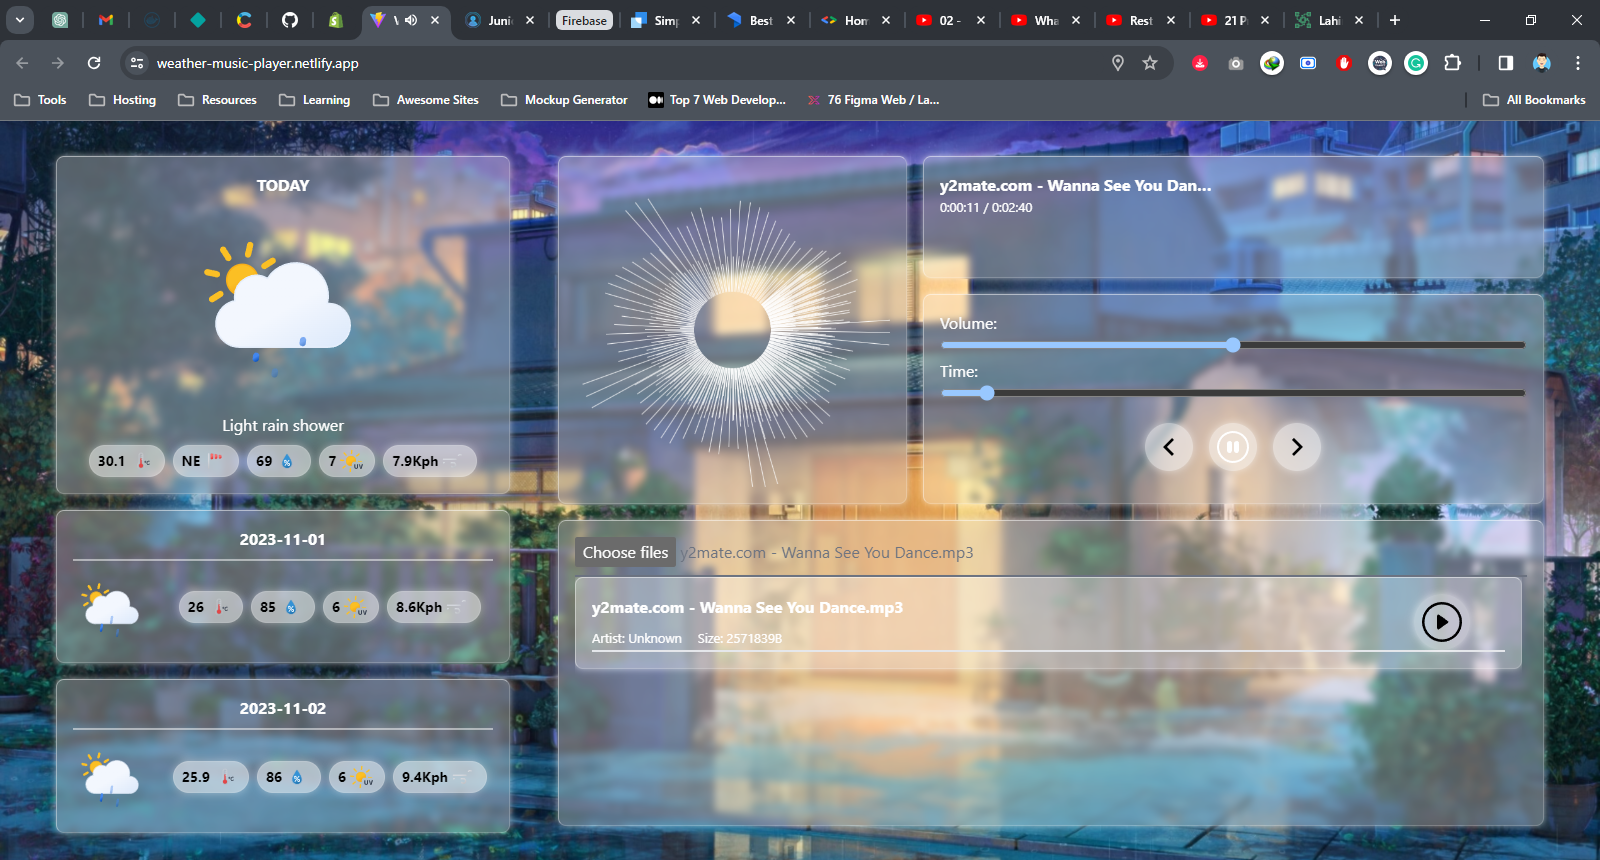 V
Juni
Firebase
Simp
Best
Hom
02 -
Wha
Rest
21 P
Lahi
weather-music-player.netlify.app
Tools
Hosting
Resources
Learning
Awesome Sites
Mockup Generator
Top 7 Web Develop...
76 Figma Web / La...
All Bookmarks
TODAY
Light rain shower
30.1 °C
NE
69 %
7 UV
7.9Kph
2023-11-01
26 °C
85 %
6 UV
8.6Kph
2023-11-02
25.9 °C
86 %
6 UV
9.4Kph
y2mate.com - Wanna See You Dan...
0:00:11 / 0:02:40
Volume:
Time:
Choose files y2mate.com - Wanna See You Dance.mp3
y2mate.com - Wanna See You Dance.mp3
Artist: Unknown Size: 2571839B